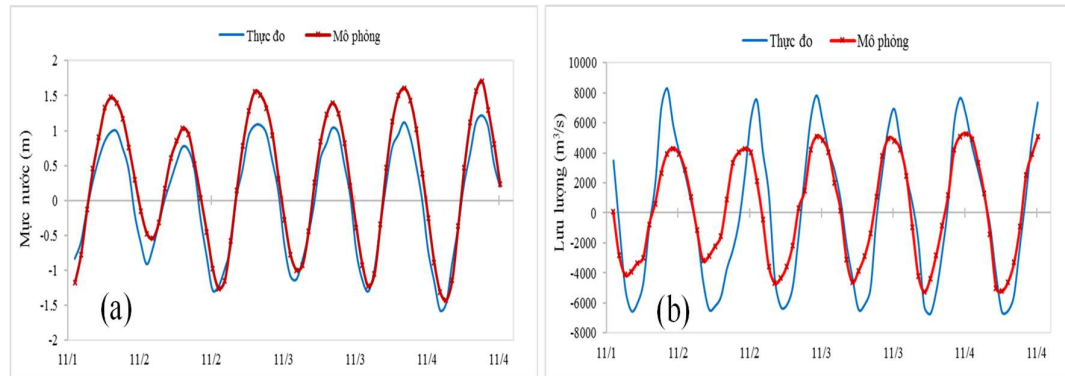 Thực đo Mô phỏng
Mực nước (m)
2
1.5
1
0.5
0
-0.5
-1
-1.5
-2
(a)
11/1 11/2 11/2 11/3 11/3 11/4 11/4
Thực đo Mô phỏng
Lưu lượng (m³/s)
10000
8000
6000
4000
2000
0
-2000
-4000
-6000
-8000
(b)
11/1 11/2 11/2 11/3 11/3 11/4 11/4